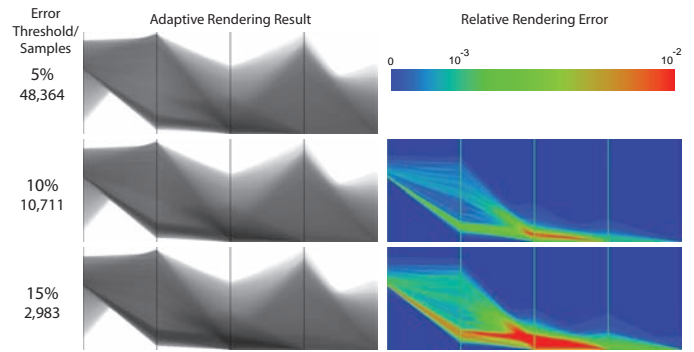 Error
Threshold/
Samples
Adaptive Rendering Result
Relative Rendering Error
5%
48,364
0
10-3
10-2
10%
10,711
15%
2,983